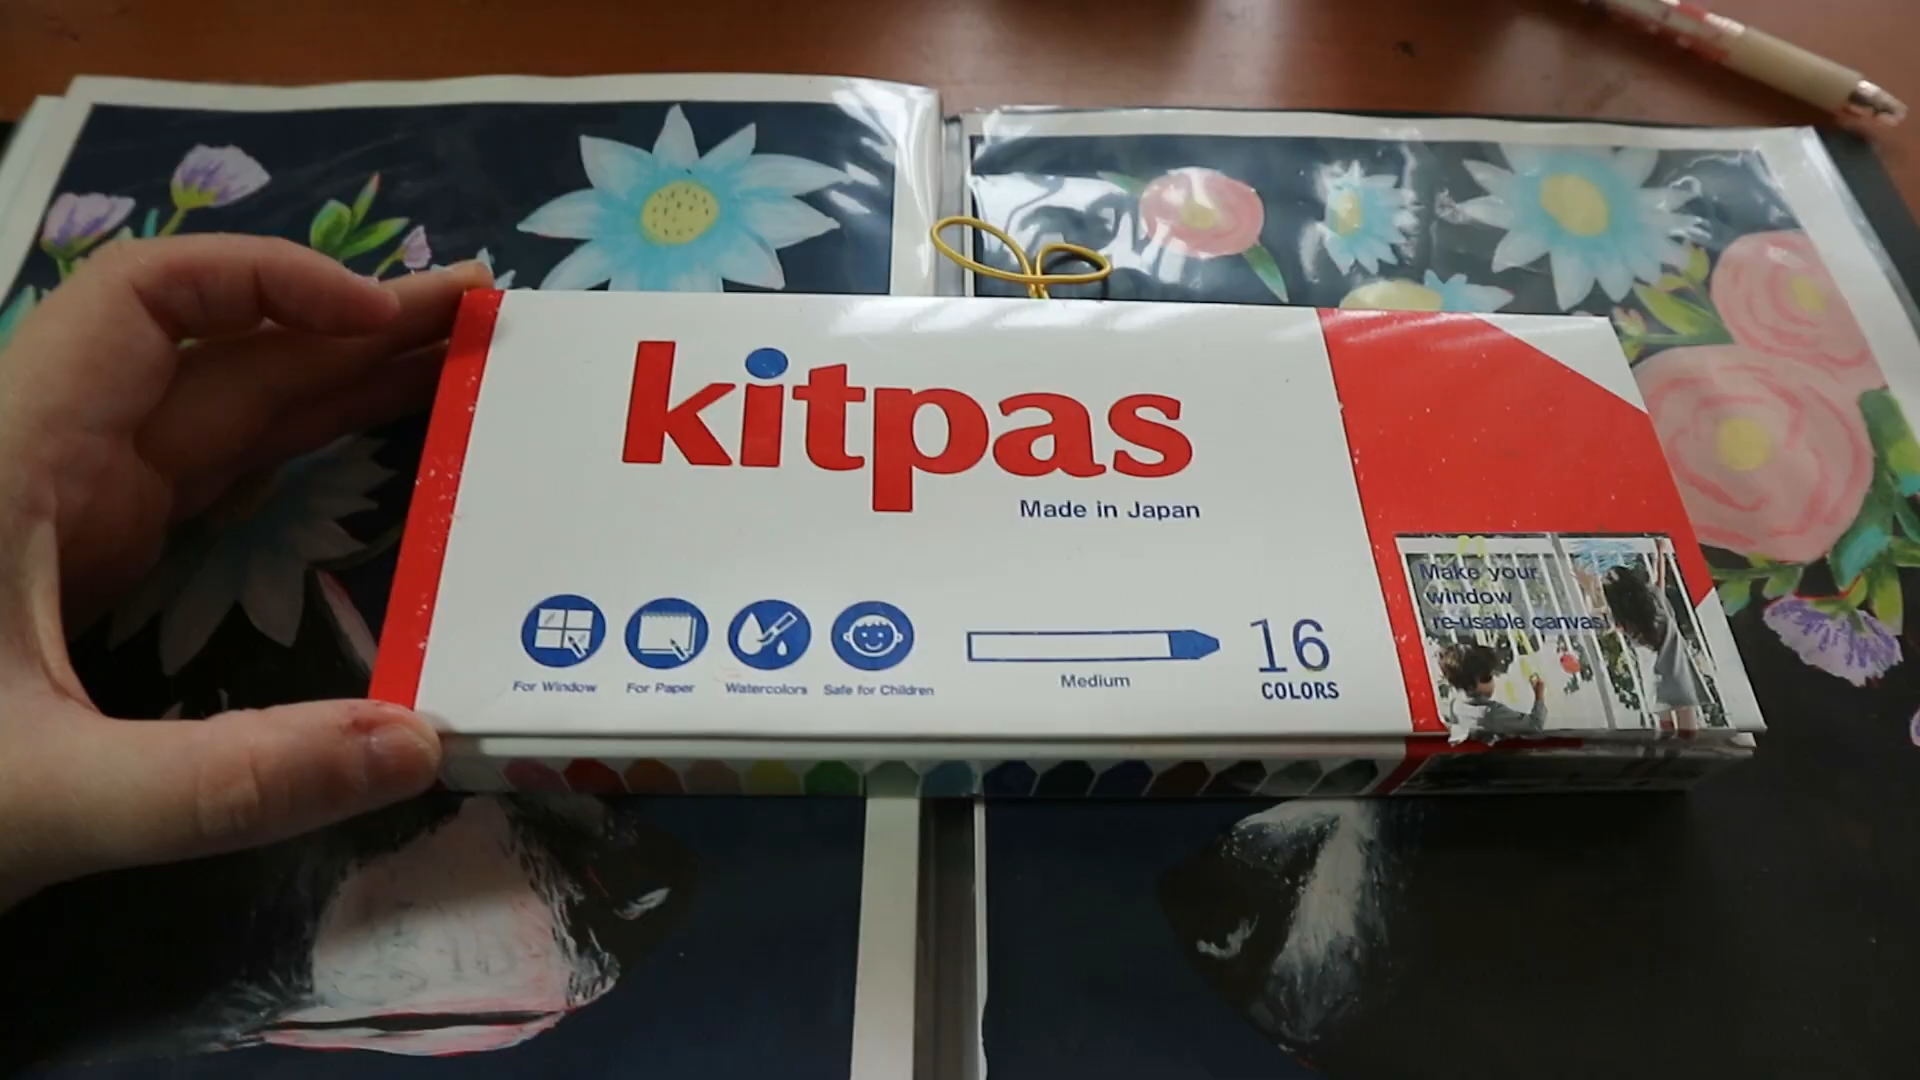 kitpas
Made in Japan
For Window
For Paper
Watercolors
Safe for Children
Medium
16
COLORS
Make your
window
re-usable canvas!